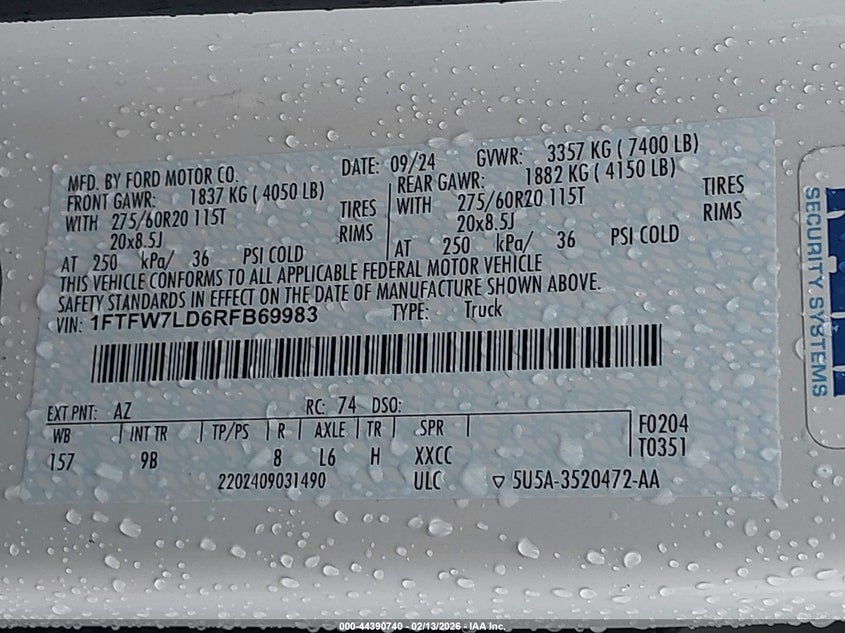 MFD. BY FORD MOTOR CO. DATE: 09/24 GVWR: 3357 KG ( 7400 LB)
FRONT GAWR: 1837 KG ( 4050 LB) REAR GAWR: 1882 KG ( 4150 LB)
WITH 275/60R20 115T TIRES WITH 275/60R20 115T TIRES
20x8.5J RIMS 20x8.5J RIMS
AT 250 kPa/ 36 PSI COLD AT 250 kPa/ 36 PSI COLD
THIS VEHICLE CONFORMS TO ALL APPLICABLE FEDERAL MOTOR VEHICLE
SAFETY STANDARDS IN EFFECT ON THE DATE OF MANUFACTURE SHOWN ABOVE.
VIN: 1FTFW7LD6RFB69983 TYPE: Truck
EXT PNT: AZ RC: 74 DSO:
WB INT TR TP/PS R AXLE TR SPR F0204
157 9B 8 L6 H XXCC T0351
2202409031490 ULC 5U5A-3520472-AA
SECURITY SYSTEMS
000-44390740 - 02/13/2026 - IAA Inc.